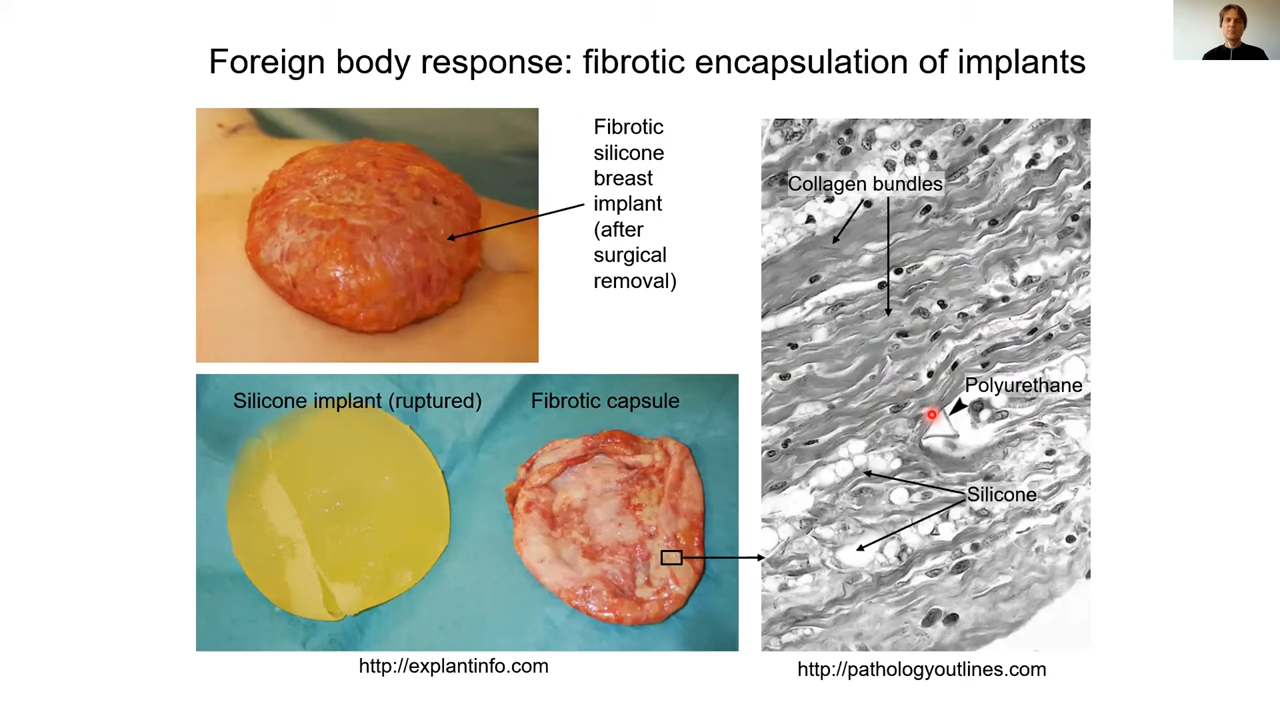 Foreign body response: fibrotic encapsulation of implants
Fibrotic
silicone
breast
implant
(after
surgical
removal)
Collagen bundles
Polyurethane
Silicone
Silicone implant (ruptured)
Fibrotic capsule
http://explantinfo.com
http://pathologyoutlines.com